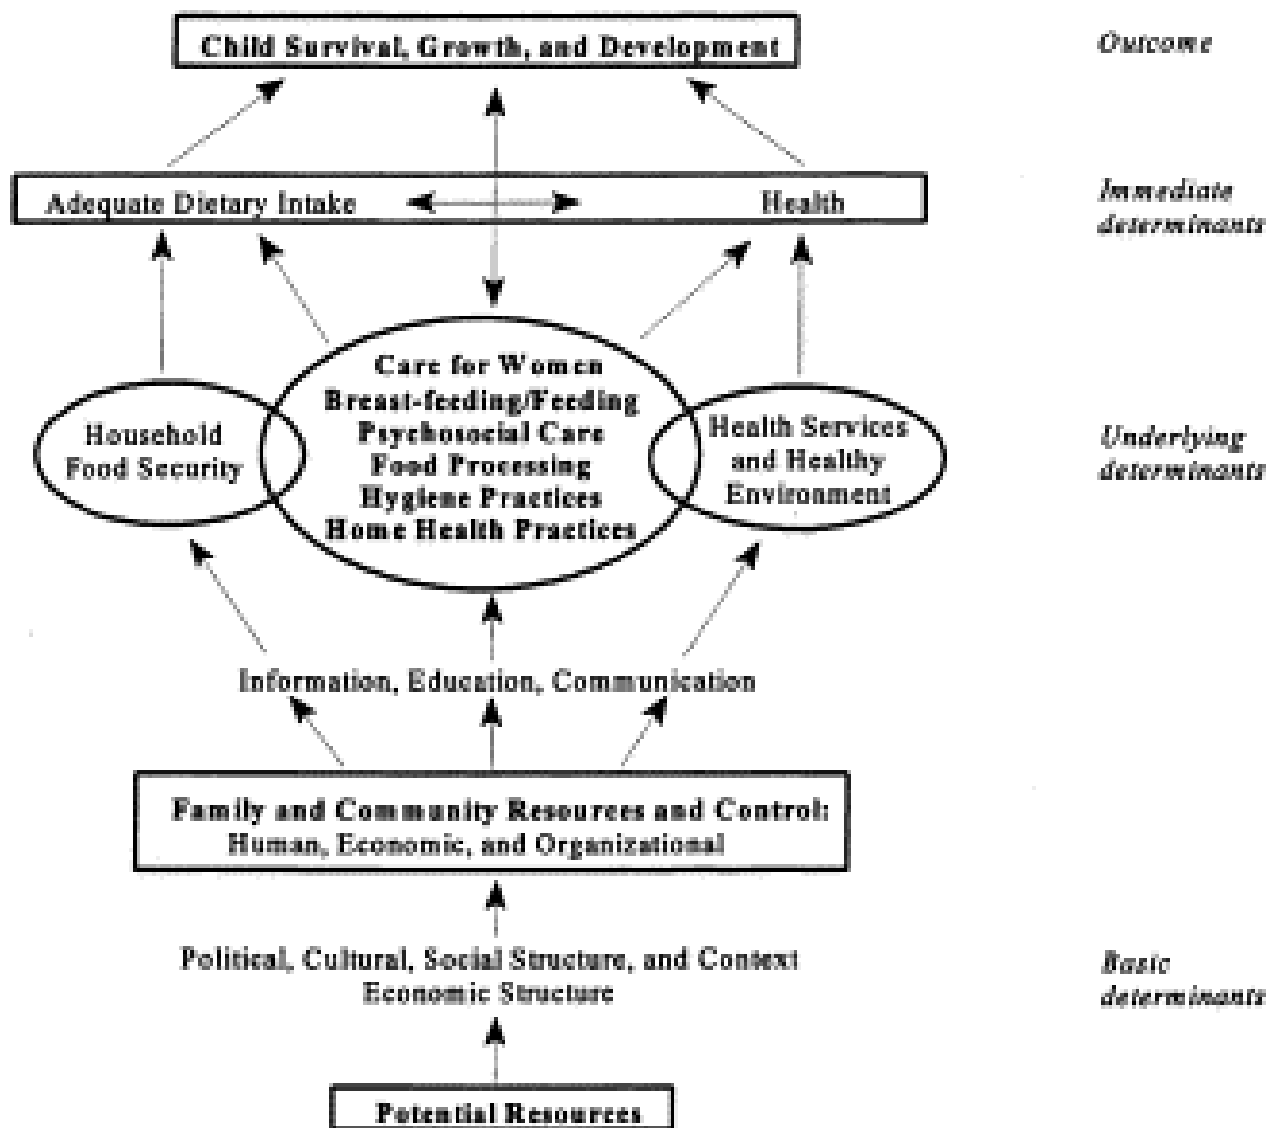 Child Survival, Growth, and Development
Outcome
Adequate Dietary Intake
Health
Immediate
determinants
Care for Women
Breast-feeding/Feeding
Psychosocial Care
Food Processing
Hygiene Practices
Home Health Practices
Household
Food Security
Health Services
and Healthy
Environment
Underlying
determinants
Information, Education, Communication
Family and Community Resources and Control:
Human, Economic, and Organizational
Political, Cultural, Social Structure, and Context
Economic Structure
Basic
determinants
Potential Resources